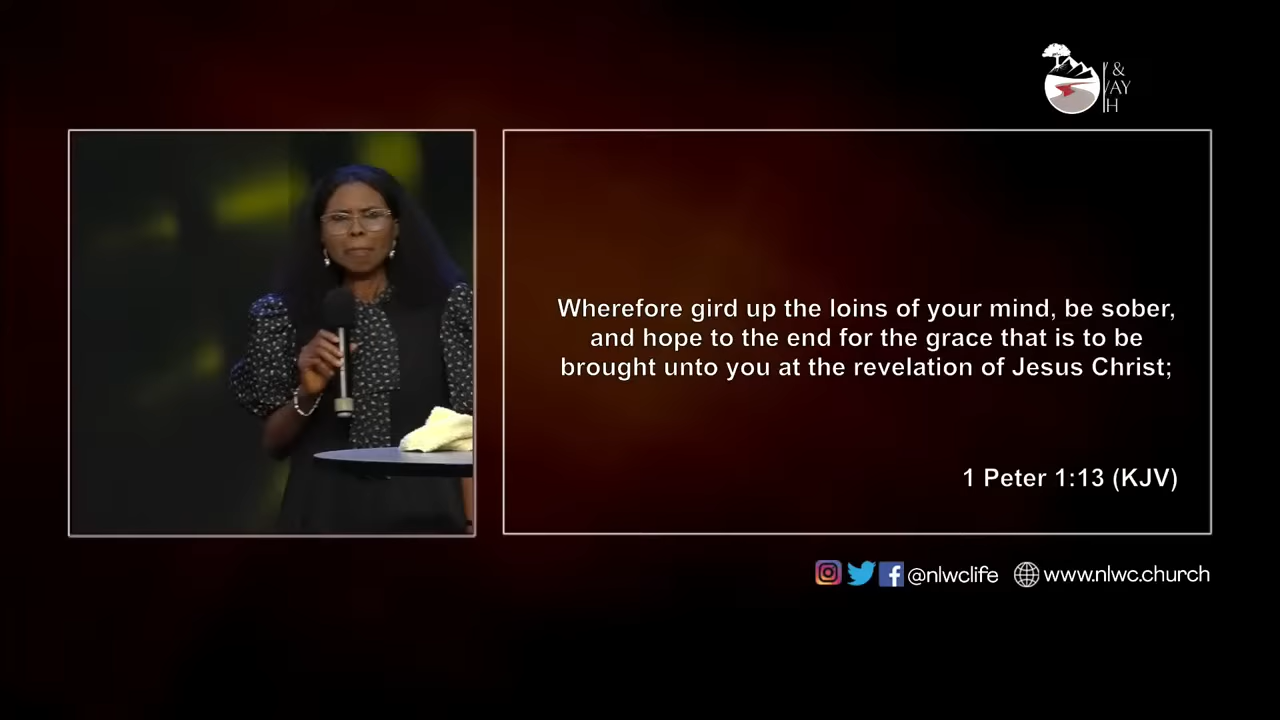 &
WAY
H
Wherefore gird up the loins of your mind, be sober,
and hope to the end for the grace that is to be
brought unto you at the revelation of Jesus Christ;
1 Peter 1:13 (KJV)
@nlwclife www.nlwc.church